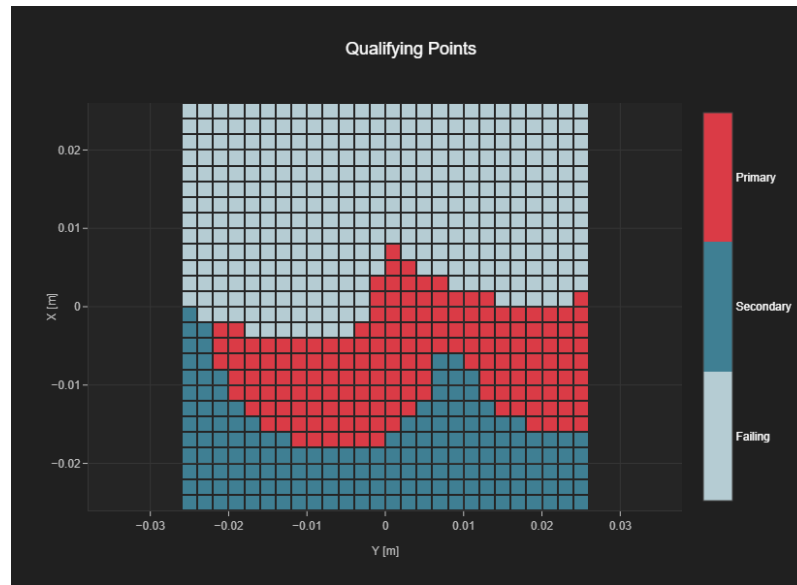 Qualifying Points
0.02
0.01
0
−0.01
−0.02
X [m]
−0.03
−0.02
−0.01
0
0.01
0.02
0.03
Y [m]
Primary
Secondary
Failing